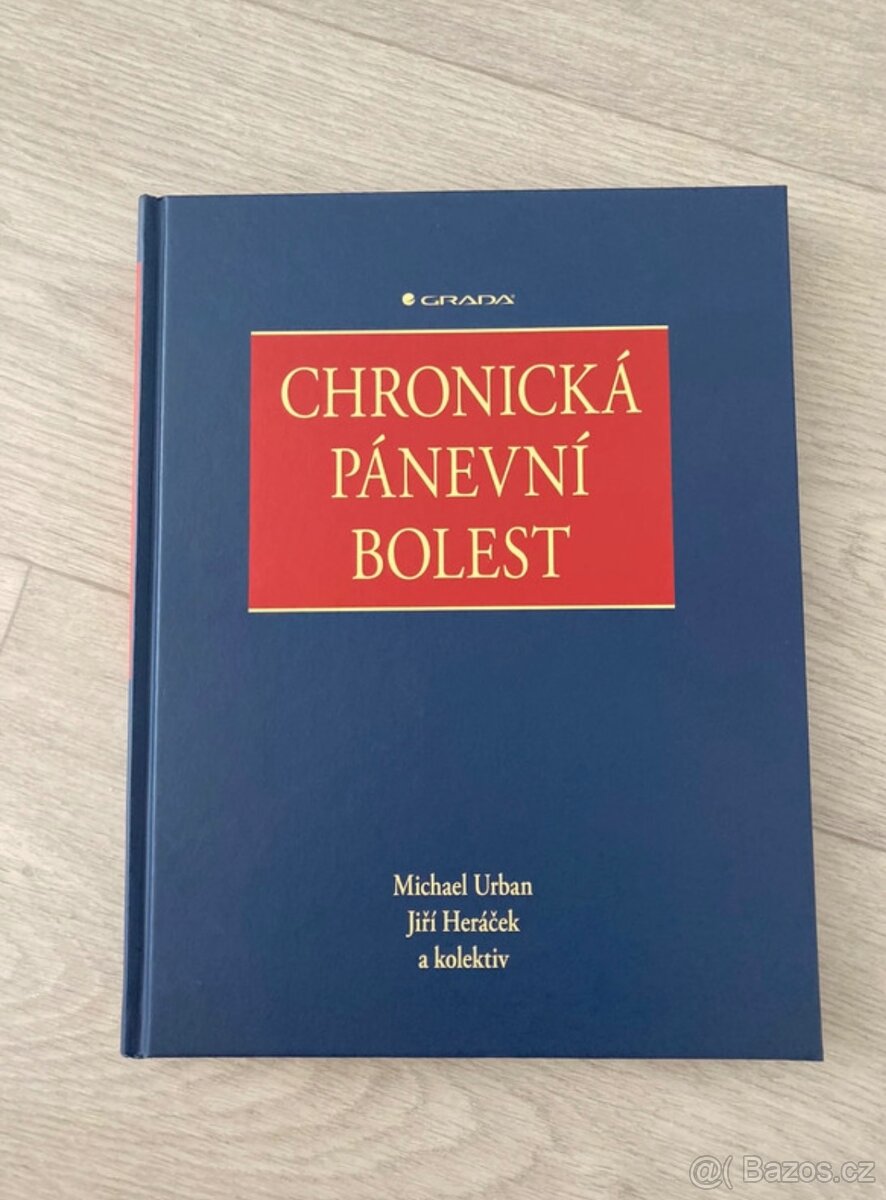 GRADA
CHRONICKÁ
PÁNEVNÍ
BOLEST
Michael Urban
Jiří Heráček
a kolektiv
@( Bazos.cz